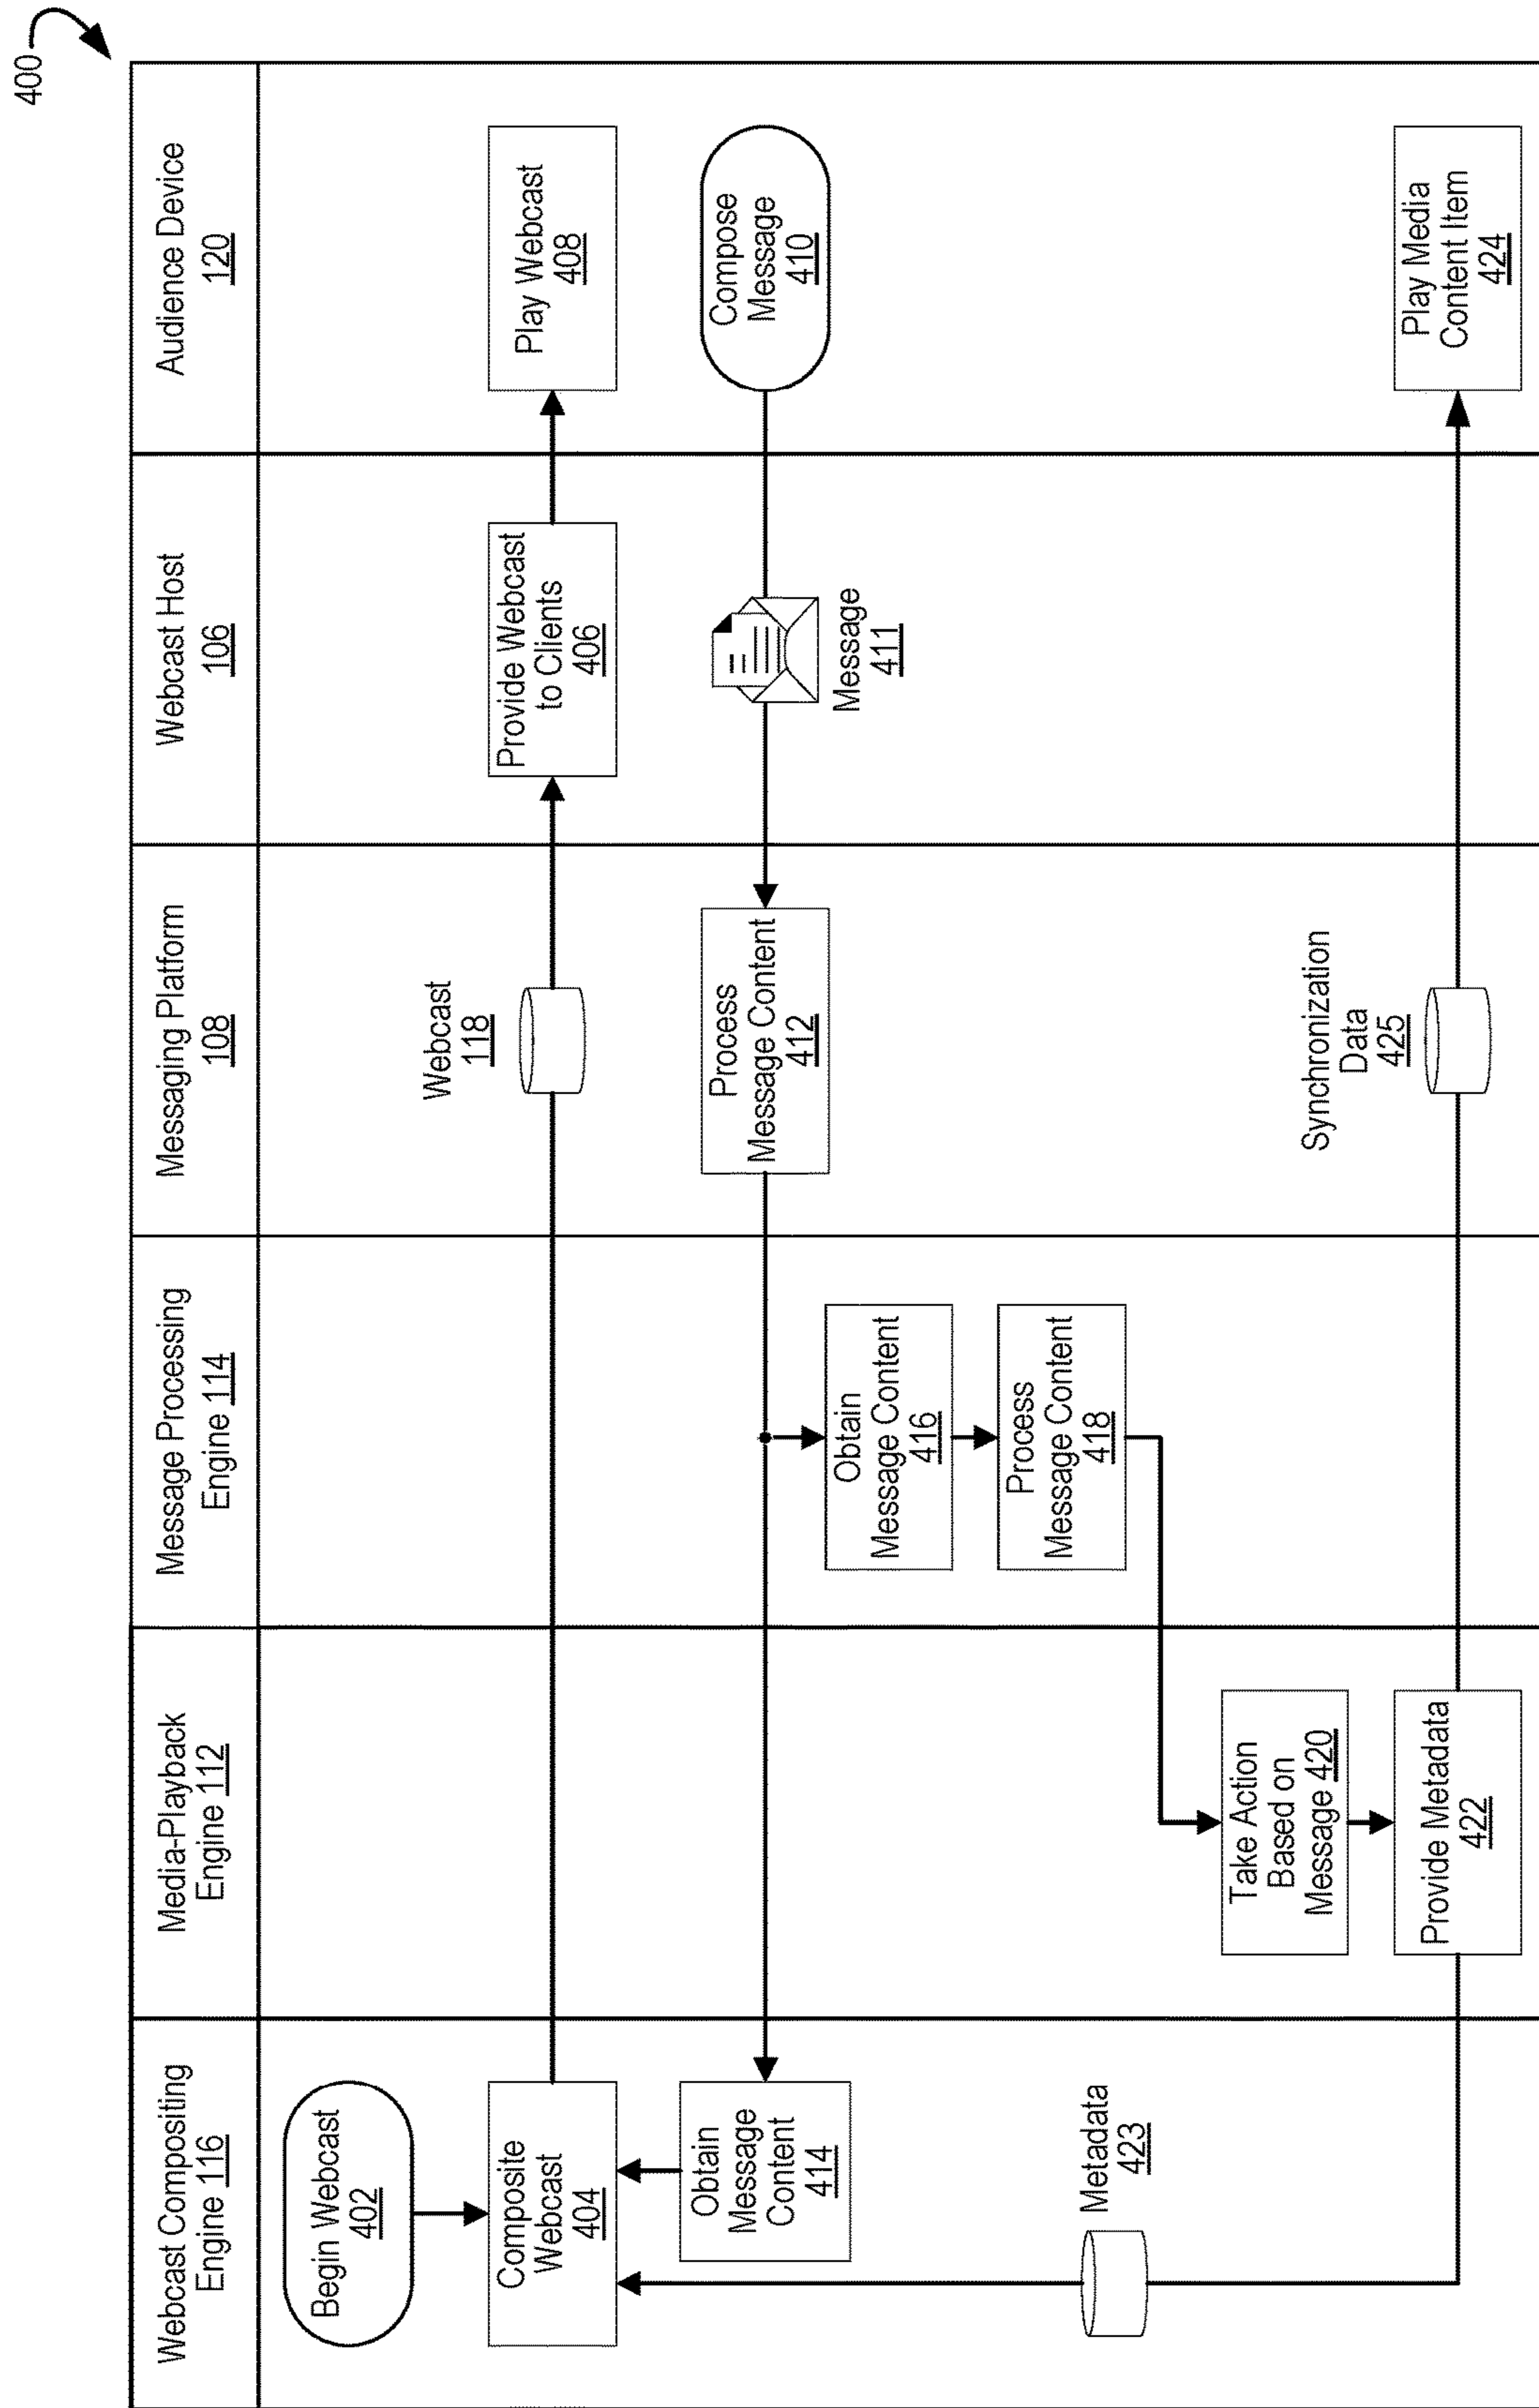 400
Webcast Compositing
Engine 116
Media-Playback
Engine 112
Message Processing
Engine 114
Messaging Platform
108
Webcast Host
106
Audience Device
120
Begin Webcast
402
Composite
Webcast
404
Webcast
118
Provide Webcast
to Clients
406
Play Webcast
408
Obtain
Message
Content
414
Process
Message Content
412
Message
411
Compose
Message
410
Obtain
Message Content
416
Process
Message Content
418
Take Action
Based on
Message 420
Metadata
423
Provide Metadata
422
Synchronization
Data
425
Play Media
Content Item
424